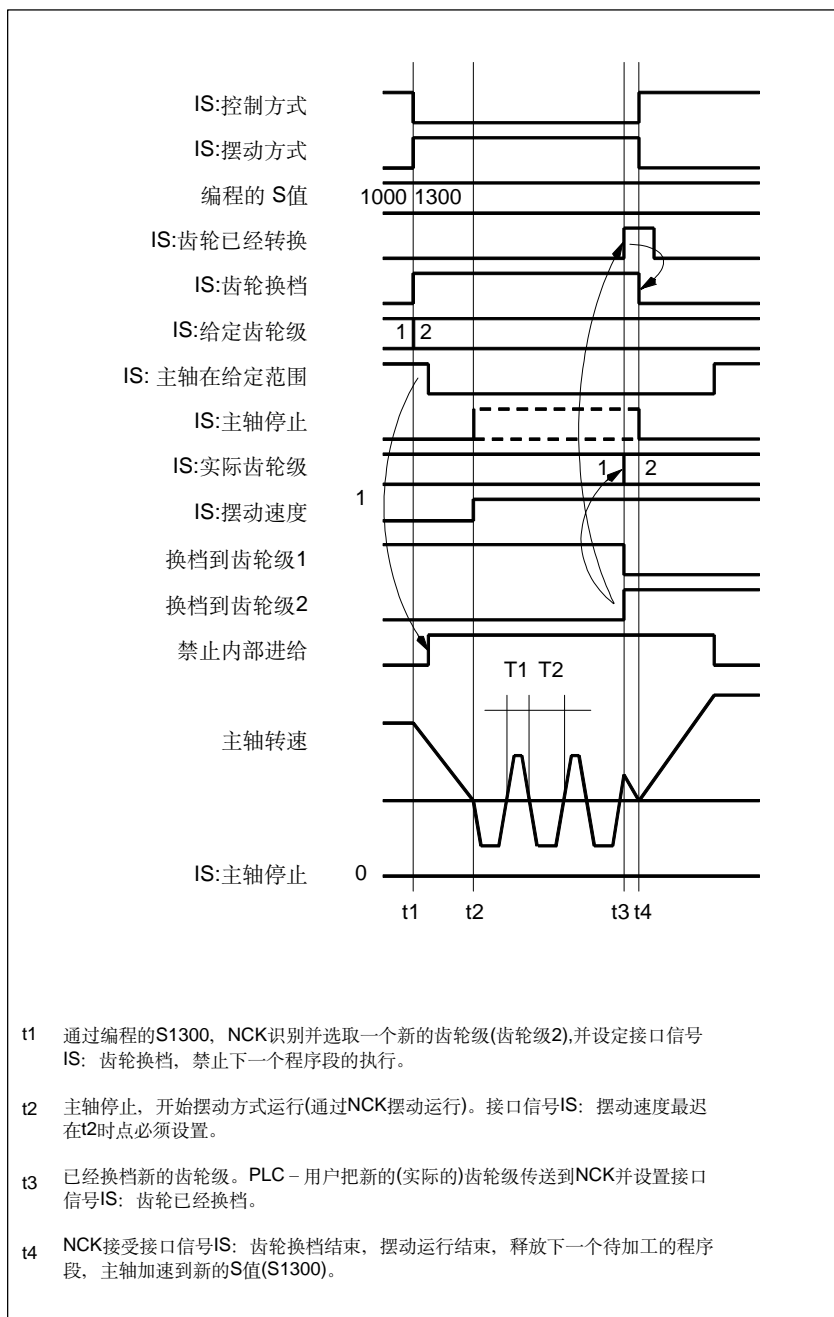 IS:控制方式
IS:摆动方式
编程的 S值 1000 1300
IS:齿轮已经转换
IS:齿轮换档
IS:给定齿轮级 1 2
IS: 主轴在给定范围
IS:主轴停止
IS:实际齿轮级 1 2
1
IS:摆动速度
换档到齿轮级1
换档到齿轮级2
禁止内部进给
T1 T2
主轴转速
IS:主轴停止 0
t1 t2 t3 t4
t1 通过编程的S1300，NCK识别并选取一个新的齿轮级(齿轮级2),并设定接口信号
IS：齿轮换档，禁止下一个程序段的执行。
t2 主轴停止，开始摆动方式运行(通过NCK摆动运行)。接口信号IS：摆动速度最迟
在t2时点必须设置。
t3 已经换档新的齿轮级。PLC – 用户把新的(实际的)齿轮级传送到NCK并设置接口
信号IS：齿轮已经换档。
t4 NCK接受接口信号IS：齿轮换档结束，摆动运行结束，释放下一个待加工的程序
段，主轴加速到新的S值(S1300)。